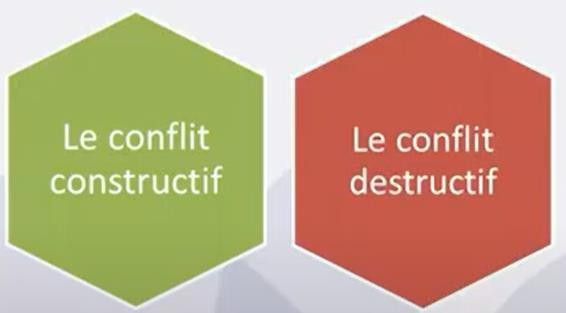 Le conflit
constructif
Le conflit
destructif